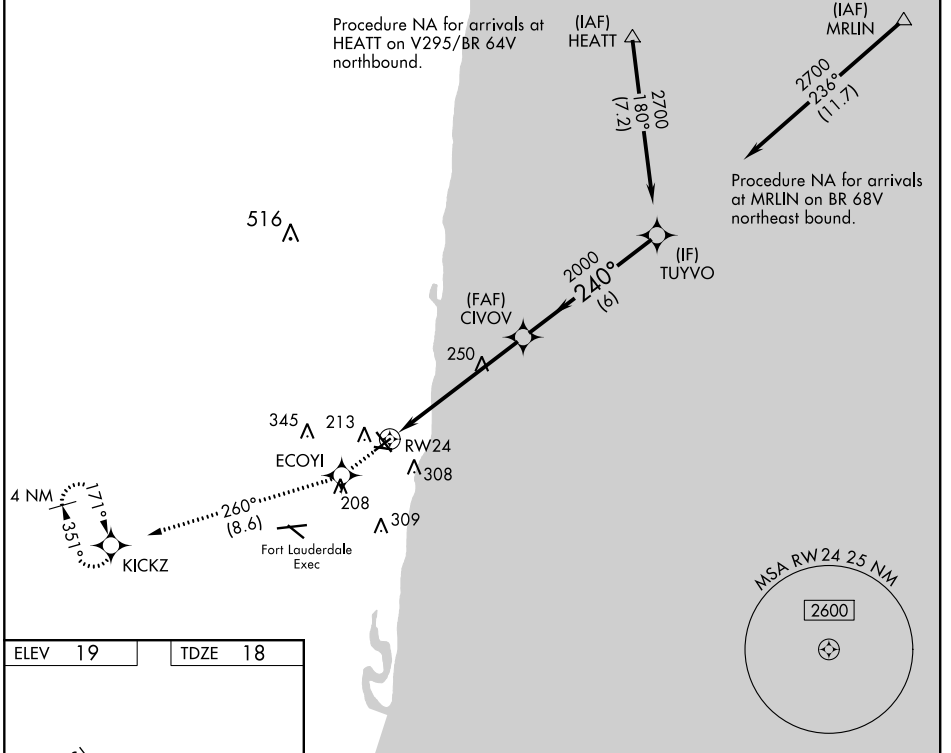 Procedure NA for arrivals at
HEATT on V295/BR 64V
northbound.
(IAF)
HEATT
(IAF)
MRLIN
2700
180°
(7.2)
2700
236°
(11.7)
Procedure NA for arrivals
at MRLIN on BR 68V
northeast bound.
516
(IF)
TUYVO
2000
240°
(6)
(FAF)
CIVOV
250
345
213
RW24
ECOYI
308
208
309
4 NM
171°
351°
260°
(8.6)
KICKZ
Fort Lauderdale
Exec
MSA RW24 25 NM
2600
ELEV 19
TDZE 18